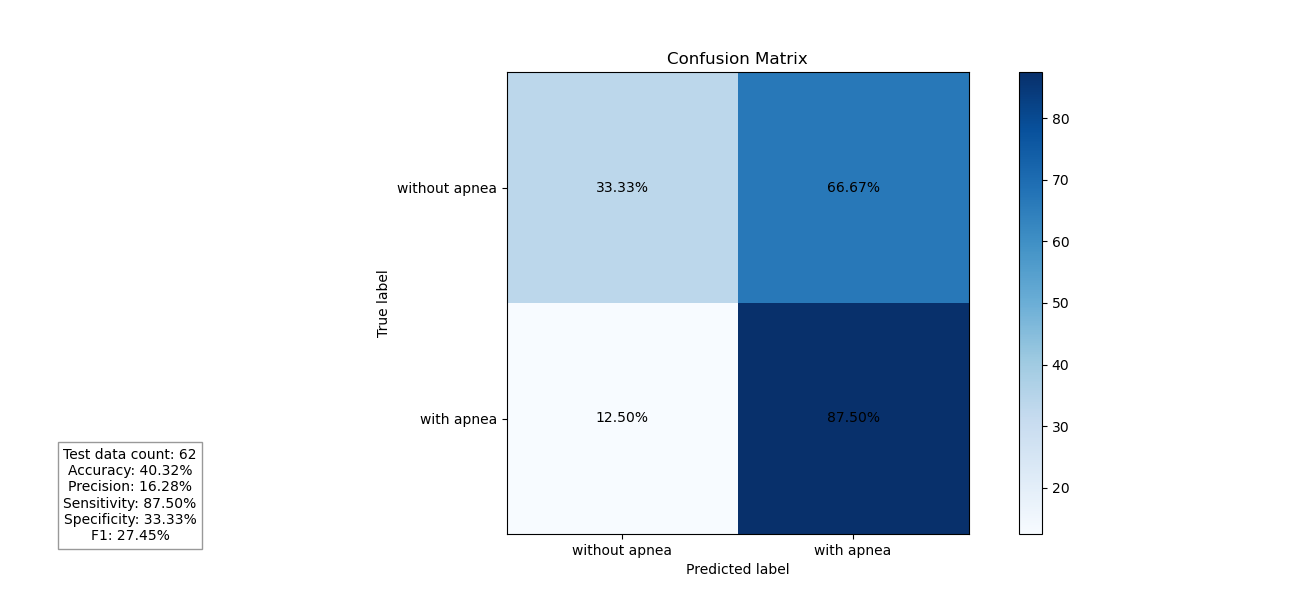 Confusion Matrix
without apnea
33.33%
66.67%
80
70
60
50
40
30
20
True label
with apnea
12.50%
87.50%
Test data count: 62
Accuracy: 40.32%
Precision: 16.28%
Sensitivity: 87.50%
Specificity: 33.33%
F1: 27.45%
without apnea
with apnea
Predicted label